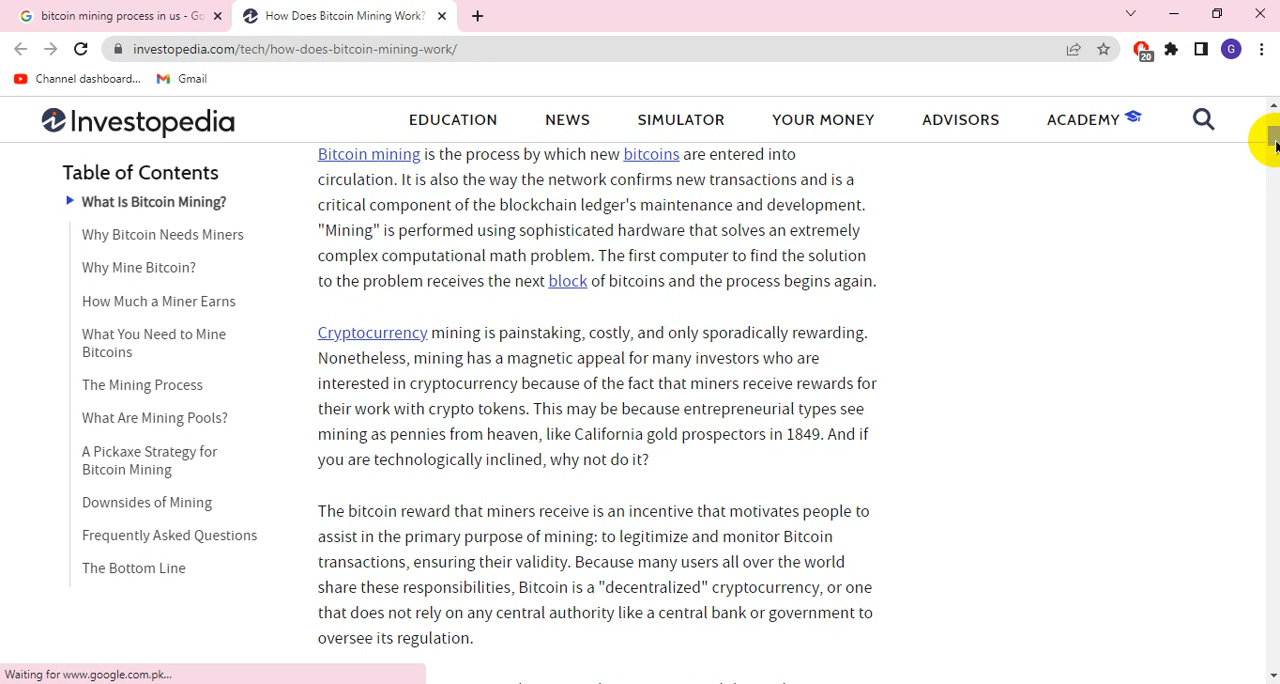 bitcoin mining process in us - Go
How Does Bitcoin Mining Work?
investopedia.com/tech/how-does-bitcoin-mining-work/
20
G
Channel dashboard...
Gmail
Investopedia
EDUCATION
NEWS
SIMULATOR
YOUR MONEY
ADVISORS
ACADEMY
Table of Contents
What Is Bitcoin Mining?
Why Bitcoin Needs Miners
Why Mine Bitcoin?
How Much a Miner Earns
What You Need to Mine
Bitcoins
The Mining Process
What Are Mining Pools?
A Pickaxe Strategy for
Bitcoin Mining
Downsides of Mining
Frequently Asked Questions
The Bottom Line
Bitcoin mining is the process by which new bitcoins are entered into
circulation. It is also the way the network confirms new transactions and is a
critical component of the blockchain ledger's maintenance and development.
"Mining" is performed using sophisticated hardware that solves an extremely
complex computational math problem. The first computer to find the solution
to the problem receives the next block of bitcoins and the process begins again.
Cryptocurrency mining is painstaking, costly, and only sporadically rewarding.
Nonetheless, mining has a magnetic appeal for many investors who are
interested in cryptocurrency because of the fact that miners receive rewards for
their work with crypto tokens. This may be because entrepreneurial types see
mining as pennies from heaven, like California gold prospectors in 1849. And if
you are technologically inclined, why not do it?
The bitcoin reward that miners receive is an incentive that motivates people to
assist in the primary purpose of mining: to legitimize and monitor Bitcoin
transactions, ensuring their validity. Because many users all over the world
share these responsibilities, Bitcoin is a "decentralized" cryptocurrency, or one
that does not rely on any central authority like a central bank or government to
oversee its regulation.
Waiting for www.google.com.pk...